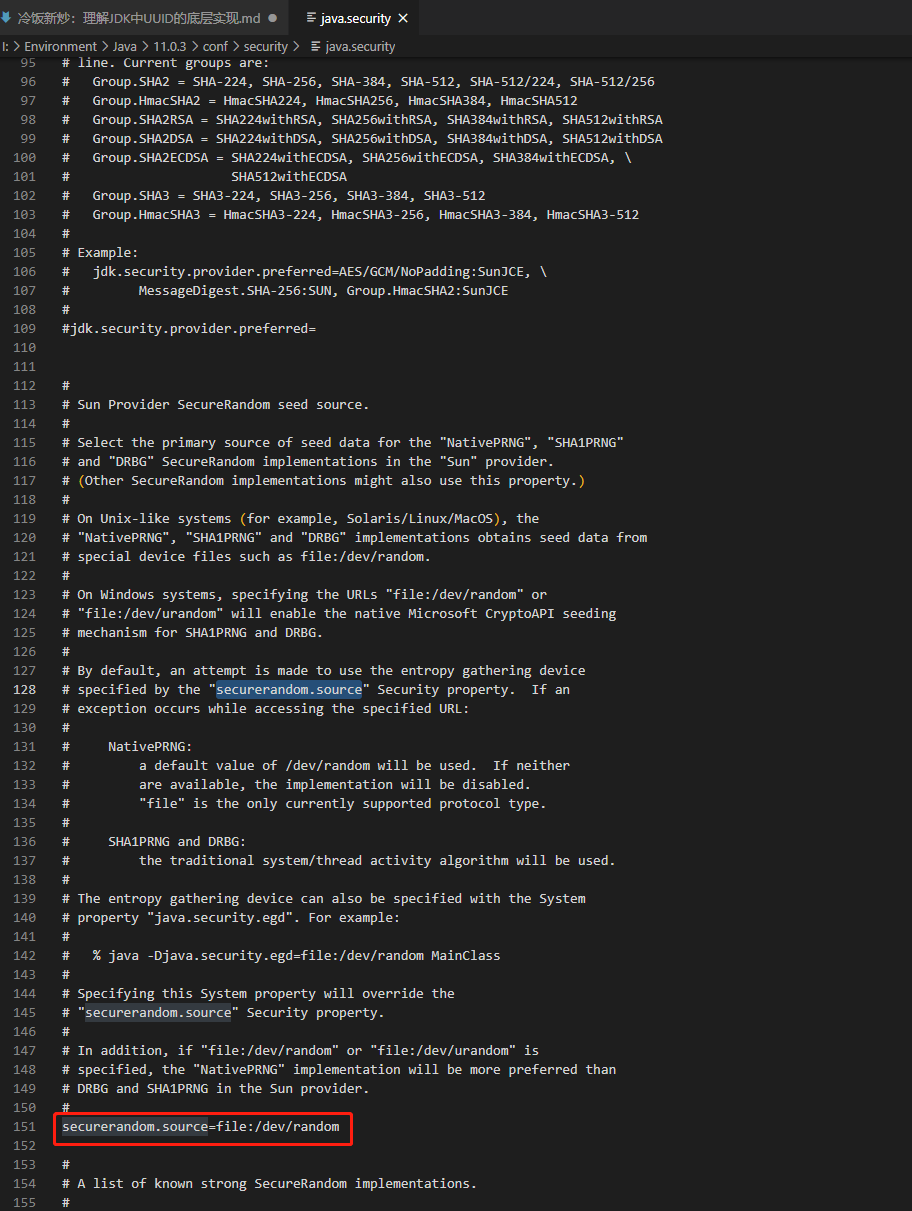 冷饭新炒：理解JDK中UUID的底层实现.md ● java.security ×
I: > Environment > Java > 11.0.3 > conf > security > java.security
95 # line. Current groups are:
96 #   Group.SHA2 = SHA-224, SHA-256, SHA-384, SHA-512, SHA-512/224, SHA-512/256
97 #   Group.HmacSHA2 = HmacSHA224, HmacSHA256, HmacSHA384, HmacSHA512
98 #   Group.SHA2RSA = SHA224withRSA, SHA256withRSA, SHA384withRSA, SHA512withRSA
99 #   Group.SHA2DSA = SHA224withDSA, SHA256withDSA, SHA384withDSA, SHA512withDSA
100 #   Group.SHA2ECDSA = SHA224withECDSA, SHA256withECDSA, SHA384withECDSA, \
101 #                     SHA512withECDSA
102 #   Group.SHA3 = SHA3-224, SHA3-256, SHA3-384, SHA3-512
103 #   Group.HmacSHA3 = HmacSHA3-224, HmacSHA3-256, HmacSHA3-384, HmacSHA3-512
104 #
105 # Example:
106 #   jdk.security.provider.preferred=AES/GCM/NoPadding:SunJCE, \
107 #         MessageDigest.SHA-256:SUN, Group.HmacSHA2:SunJCE
108 #
109 #jdk.security.provider.preferred=
110
111
112 #
113 # Sun Provider SecureRandom seed source.
114 #
115 # Select the primary source of seed data for the "NativePRNG", "SHA1PRNG"
116 # and "DRBG" SecureRandom implementations in the "Sun" provider.
117 # (Other SecureRandom implementations might also use this property.)
118 #
119 # On Unix-like systems (for example, Solaris/Linux/MacOS), the
120 # "NativePRNG", "SHA1PRNG" and "DRBG" implementations obtains seed data from
121 # special device files such as file:/dev/random.
122 #
123 # On Windows systems, specifying the URLs "file:/dev/random" or
124 # "file:/dev/urandom" will enable the native Microsoft CryptoAPI seeding
125 # mechanism for SHA1PRNG and DRBG.
126 #
127 # By default, an attempt is made to use the entropy gathering device
128 # specified by the "securerandom.source" Security property.  If an
129 # exception occurs while accessing the specified URL:
130 #
131 #     NativePRNG:
132 #         a default value of /dev/random will be used.  If neither
133 #         are available, the implementation will be disabled.
134 #         "file" is the only currently supported protocol type.
135 #
136 #     SHA1PRNG and DRBG:
137 #         the traditional system/thread activity algorithm will be used.
138 #
139 # The entropy gathering device can also be specified with the System
140 # property "java.security.egd". For example:
141 #
142 #   % java -Djava.security.egd=file:/dev/random MainClass
143 #
144 # Specifying this System property will override the
145 # "securerandom.source" Security property.
146 #
147 # In addition, if "file:/dev/random" or "file:/dev/urandom" is
148 # specified, the "NativePRNG" implementation will be more preferred than
149 # DRBG and SHA1PRNG in the Sun provider.
150 #
151 securerandom.source=file:/dev/random
152
153 #
154 # A list of known strong SecureRandom implementations.
155 #